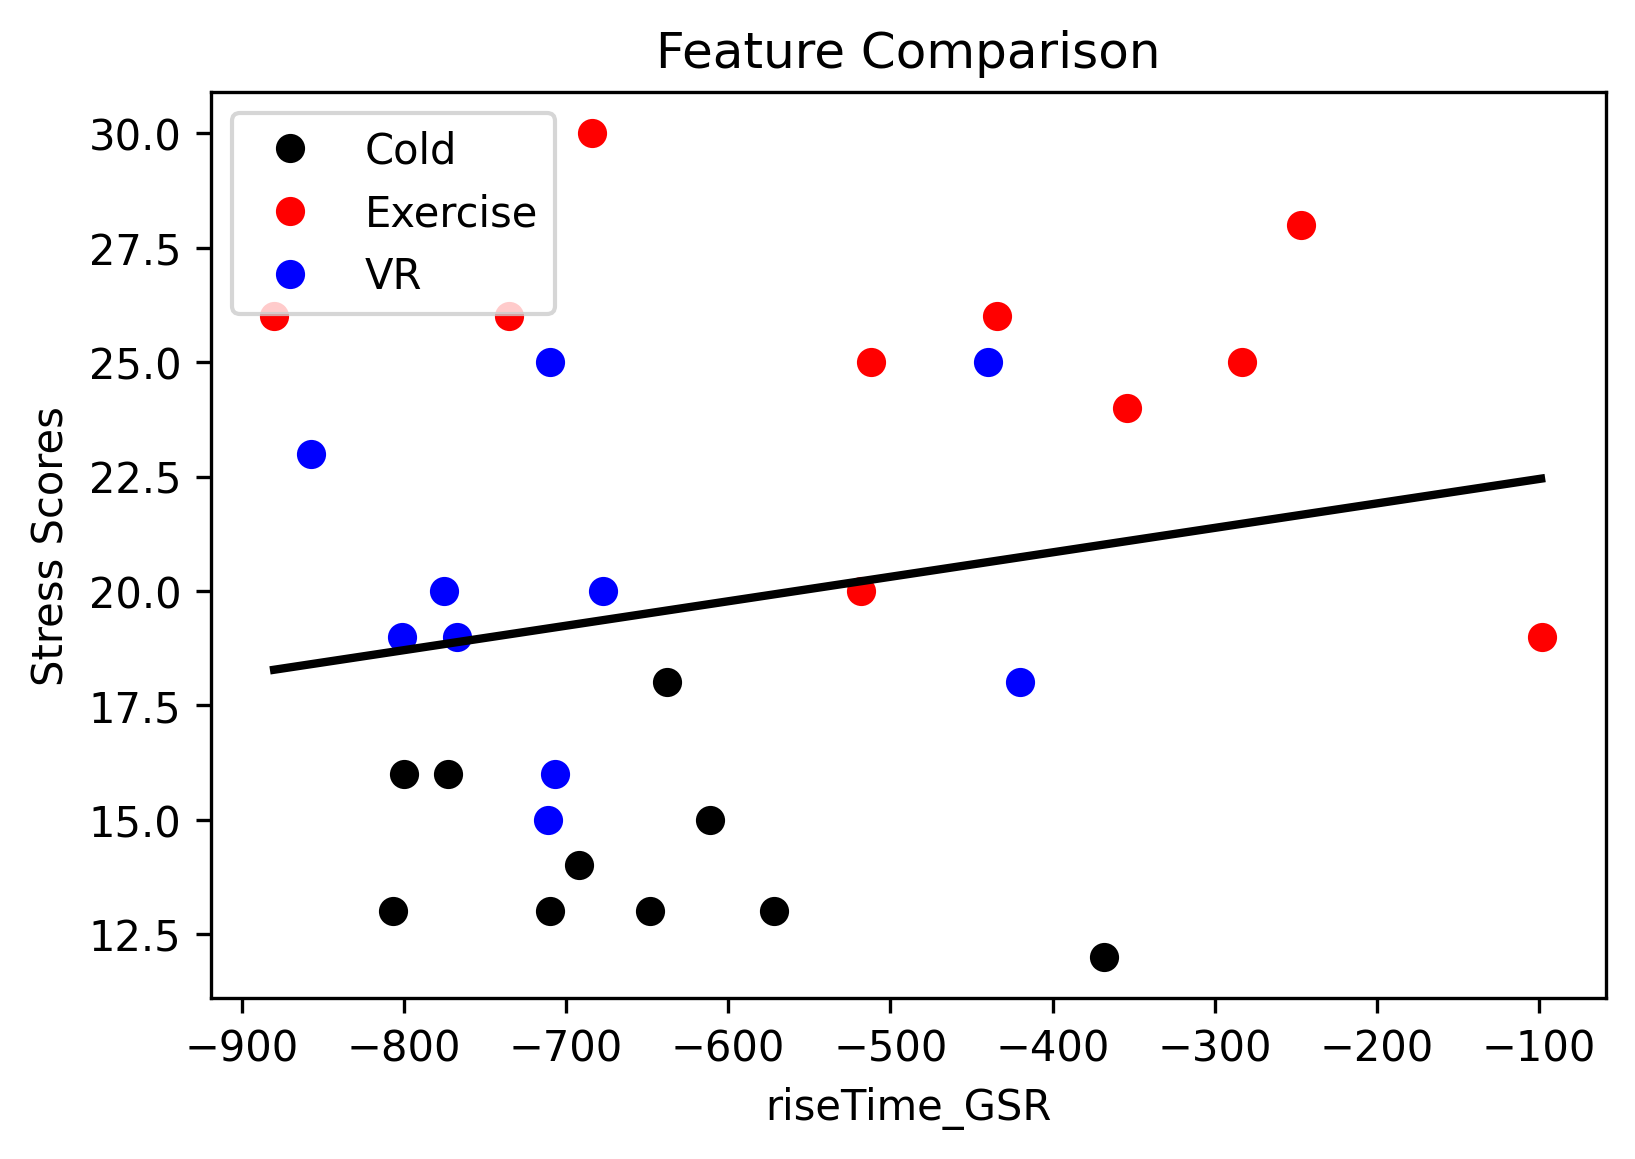 Feature Comparison
Cold
Exercise
VR
Stress Scores
30.0
27.5
25.0
22.5
20.0
17.5
15.0
12.5
−900 −800 −700 −600 −500 −400 −300 −200 −100
riseTime_GSR